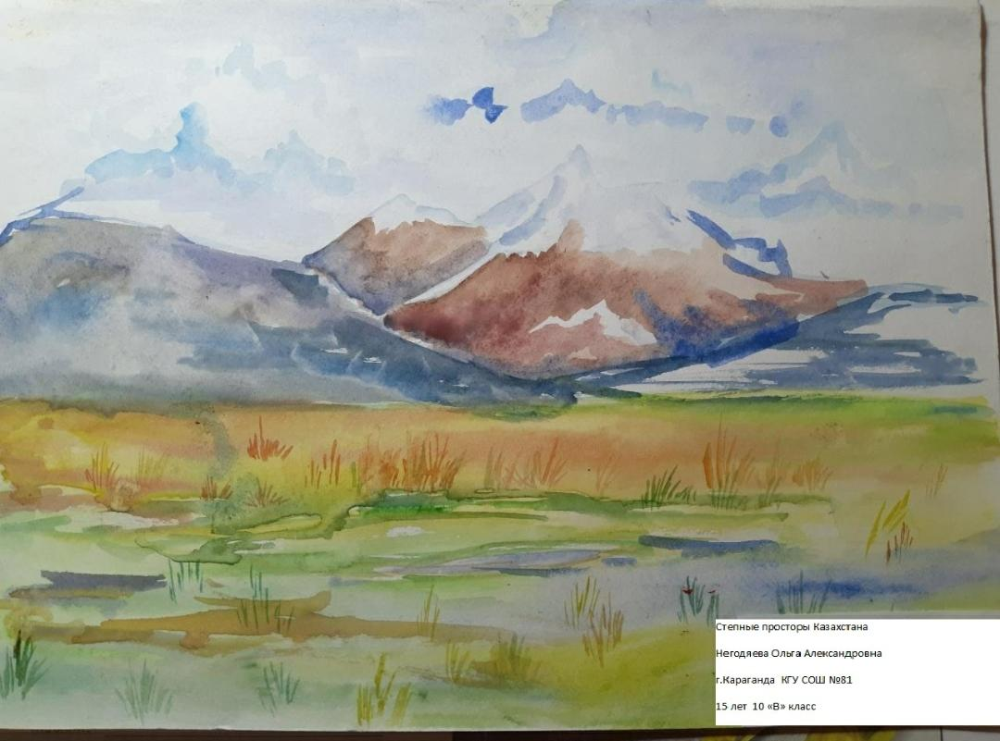 Степные просторы Казахстана
Негодяева Ольга Александровна
г.Караганда КГУ СОШ №81
15 лет 10 «В» класс